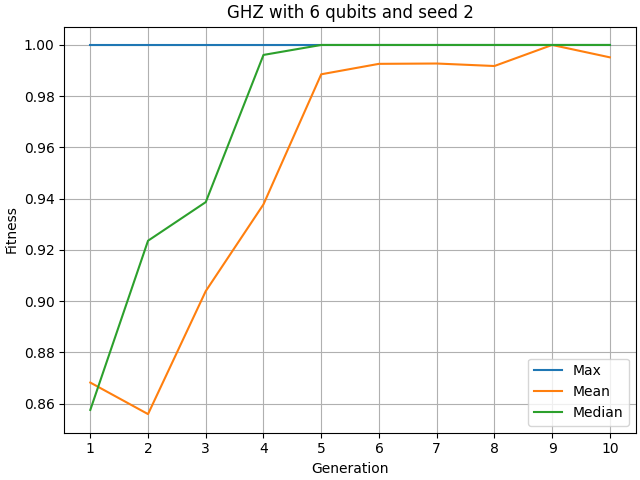 GHZ with 6 qubits and seed 2
1.00
0.98
0.96
0.94
0.92
0.90
0.88
0.86
Fitness
1 2 3 4 5 6 7 8 9 10
Generation
Max
Mean
Median